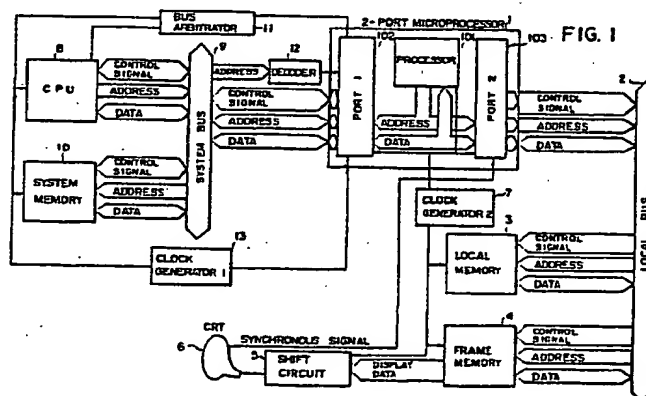 BUS
ARBITRATOR
11
2-PORT MICROPROCESSOR
1
FIG. 1
8
CPU
CONTROL
SIGNAL
ADDRESS
DATA
9
SYSTEM BUS
ADDRESS
12
DECODER
CONTROL
SIGNAL
ADDRESS
DATA
102
PORT 1
101
PROCESSOR
ADDRESS
DATA
103
PORT 2
CONTROL
SIGNAL
ADDRESS
DATA
2
LOCAL BUS
10
SYSTEM
MEMORY
CONTROL
SIGNAL
ADDRESS
DATA
7
CLOCK
GENERATOR 2
13
CLOCK
GENERATOR 1
3
LOCAL
MEMORY
CONTROL
SIGNAL
ADDRESS
DATA
CRT
6
SYNCHRONOUS SIGNAL
5
SHIFT
CIRCUIT
DISPLAY
DATA
4
FRAME
MEMORY
CONTROL
SIGNAL
ADDRESS
DATA